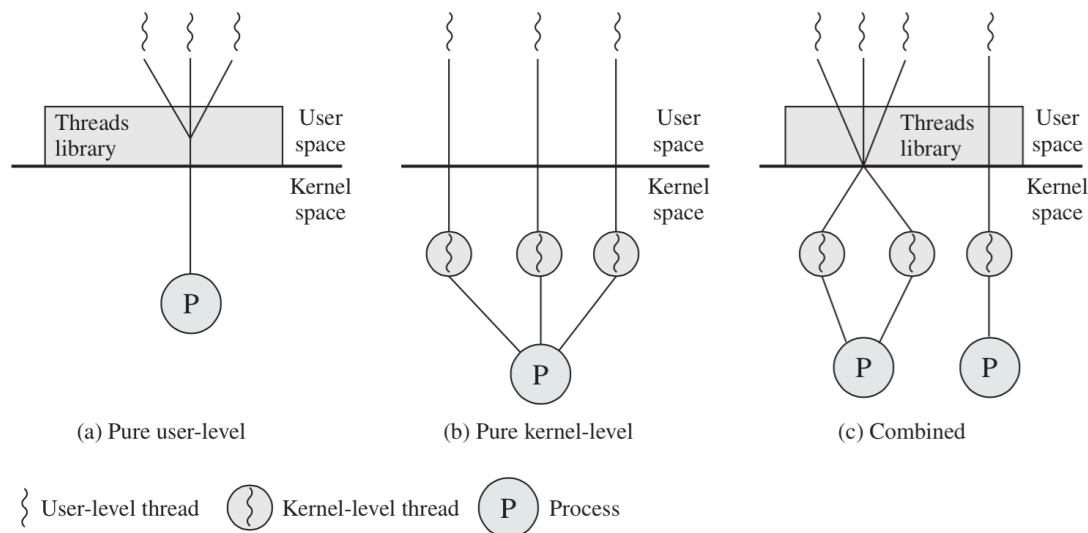 Threads
library
User
space
Kernel
space
P
(a) Pure user-level
User
space
Kernel
space
P
(b) Pure kernel-level
Threads
library
User
space
Kernel
space
P
P
(c) Combined
User-level thread
Kernel-level thread
P
Process